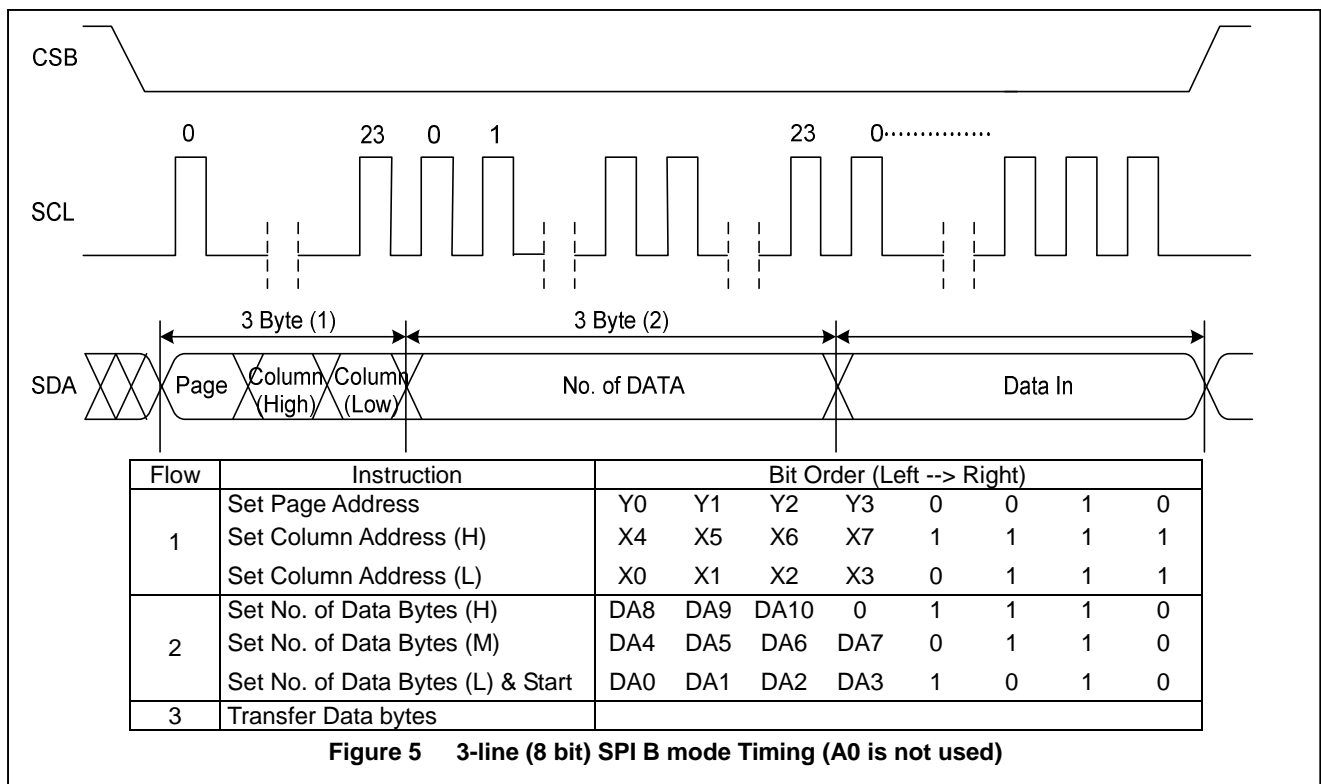 CSB
0 23 0 1 23 0··············
SCL
3 Byte (1) 3 Byte (2)
SDA Page Column (High) Column (Low) No. of DATA Data In
Flow Instruction Bit Order (Left --> Right)
Set Page Address Y0 Y1 Y2 Y3 0 0 1 0
1 Set Column Address (H) X4 X5 X6 X7 1 1 1 1
Set Column Address (L) X0 X1 X2 X3 0 1 1 1
Set No. of Data Bytes (H) DA8 DA9 DA10 0 1 1 1 0
2 Set No. of Data Bytes (M) DA4 DA5 DA6 DA7 0 1 1 0
Set No. of Data Bytes (L) & Start DA0 DA1 DA2 DA3 1 0 1 0
3 Transfer Data bytes
Figure 5 3-line (8 bit) SPI B mode Timing (A0 is not used)